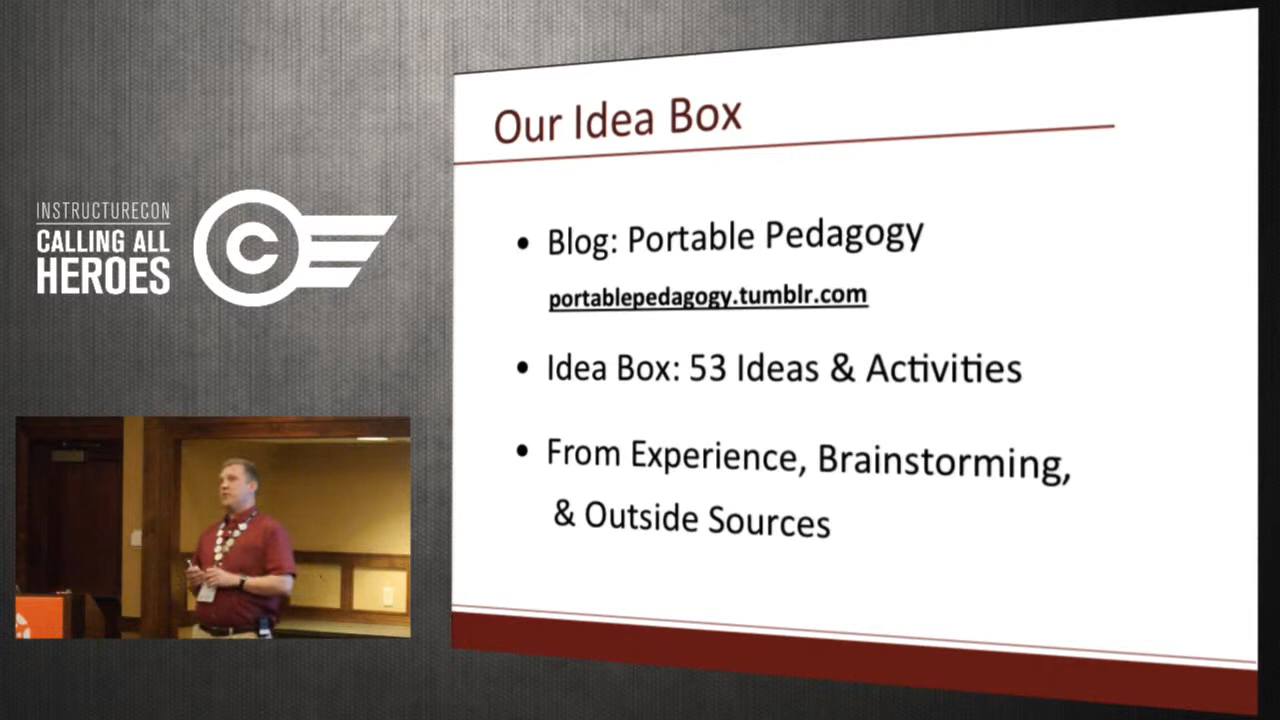 INSTRUCTURECON
CALLING ALL
HEROES
C
Our Idea Box
• Blog: Portable Pedagogy
portablepedagogy.tumblr.com
• Idea Box: 53 Ideas & Activities
• From Experience, Brainstorming,
& Outside Sources